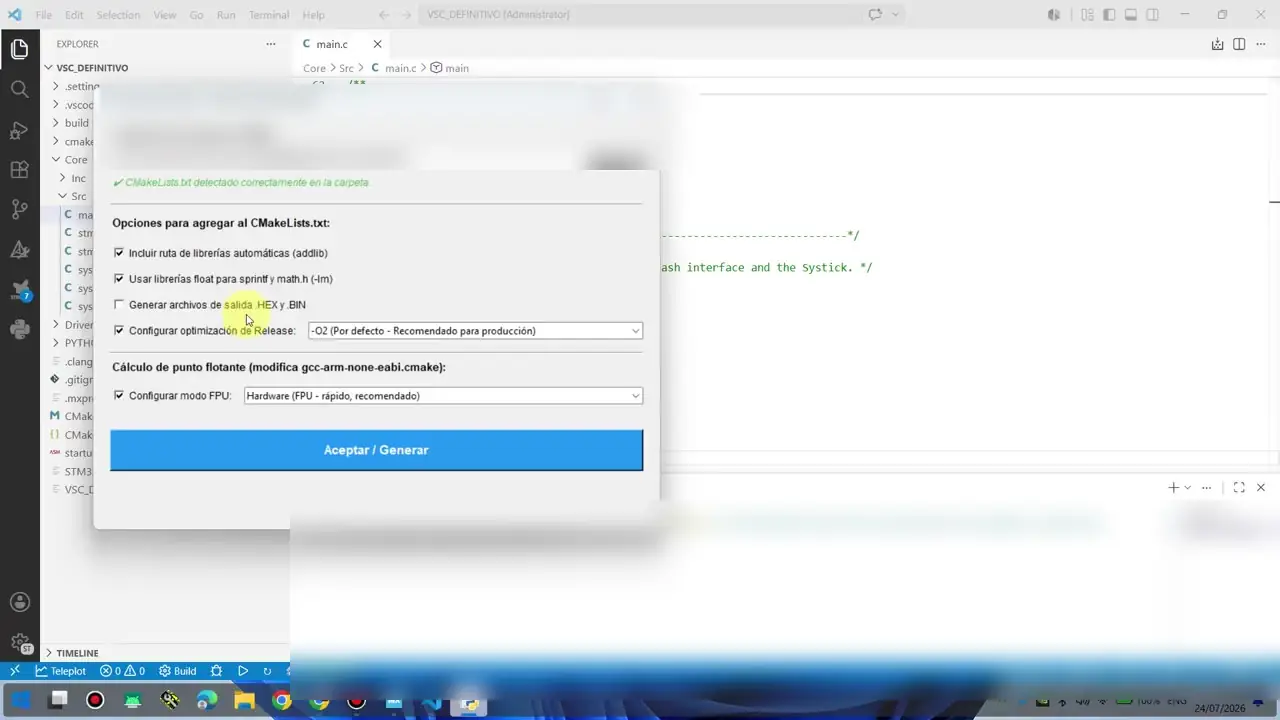 File Edit Selection View Go Run Terminal Help
VSC_DEFINITIVO [Administrator]
EXPLORER
main.c
VSC_DEFINITIVO
Core > Src > C main.c > main
.setting
/**
.vscod
build
cmake
Core
Inc
Src
ma
stm
stm
sys
sys
sys
Driver
PYTH
.clang
.gitig
.mxpr
CMak
CMak
startu
STM3
VSC_D
✔ CMakeLists.txt detectado correctamente en la carpeta.
Opciones para agregar al CMakeLists.txt:
Incluir ruta de librerías automáticas (addlib)
Usar librerías float para sprintf y math.h (-lm)
Generar archivos de salida .HEX y .BIN
Configurar optimización de Release: -O2 (Por defecto - Recomendado para producción)
Cálculo de punto flotante (modifica gcc-arm-none-eabi.cmake):
Configurar modo FPU: Hardware (FPU - rápido, recomendado)
Aceptar / Generar
-----------------------------*/
ash interface and the Systick. */
TIMELINE
Teleplot 0 0 Build
100% ENG
24/07/2026